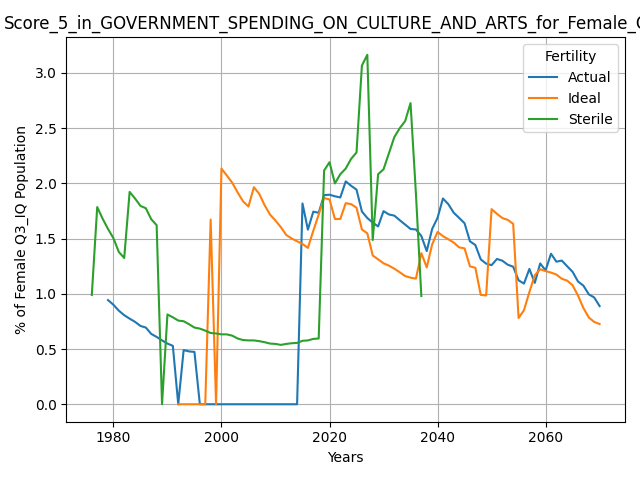 Score_5_in_GOVERNMENT_SPENDING_ON_CULTURE_AND_ARTS_for_Female_
Fertility
Actual
Ideal
Sterile
% of Female Q3_IQ Population
3.0
2.5
2.0
1.5
1.0
0.5
0.0
1980
2000
2020
2040
2060
Years